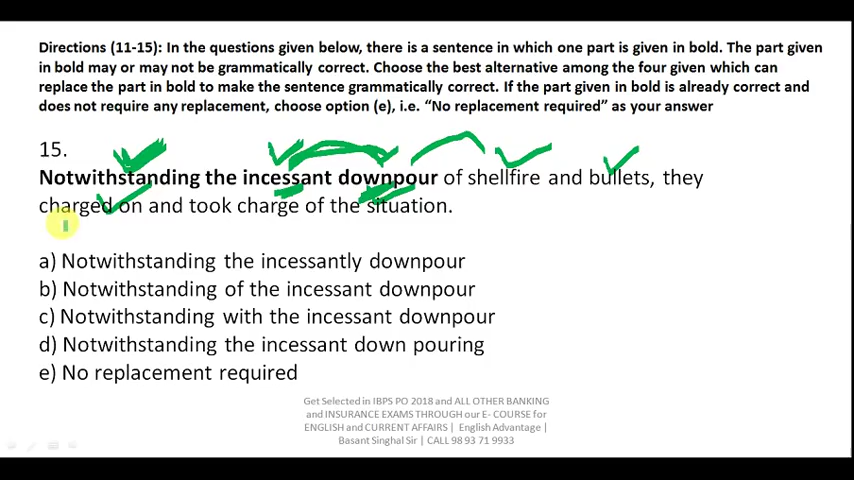 Directions (11-15): In the questions given below, there is a sentence in which one part is given in bold. The part given
in bold may or may not be grammatically correct. Choose the best alternative among the four given which can
replace the part in bold to make the sentence grammatically correct. If the part given in bold is already correct and
does not require any replacement, choose option (e), i.e. “No replacement required” as your answer
15.
Notwithstanding the incessant downpour of shellfire and bullets, they
charged on and took charge of the situation.
a) Notwithstanding the incessantly downpour
b) Notwithstanding of the incessant downpour
c) Notwithstanding with the incessant downpour
d) Notwithstanding the incessant down pouring
e) No replacement required
Get Selected in IBPS PO 2018 and ALL OTHER BANKING
and INSURANCE EXAMS THROUGH our E- COURSE for
ENGLISH and CURRENT AFFAIRS | English Advantage |
Basant Singhal Sir | CALL 98 93 71 9933